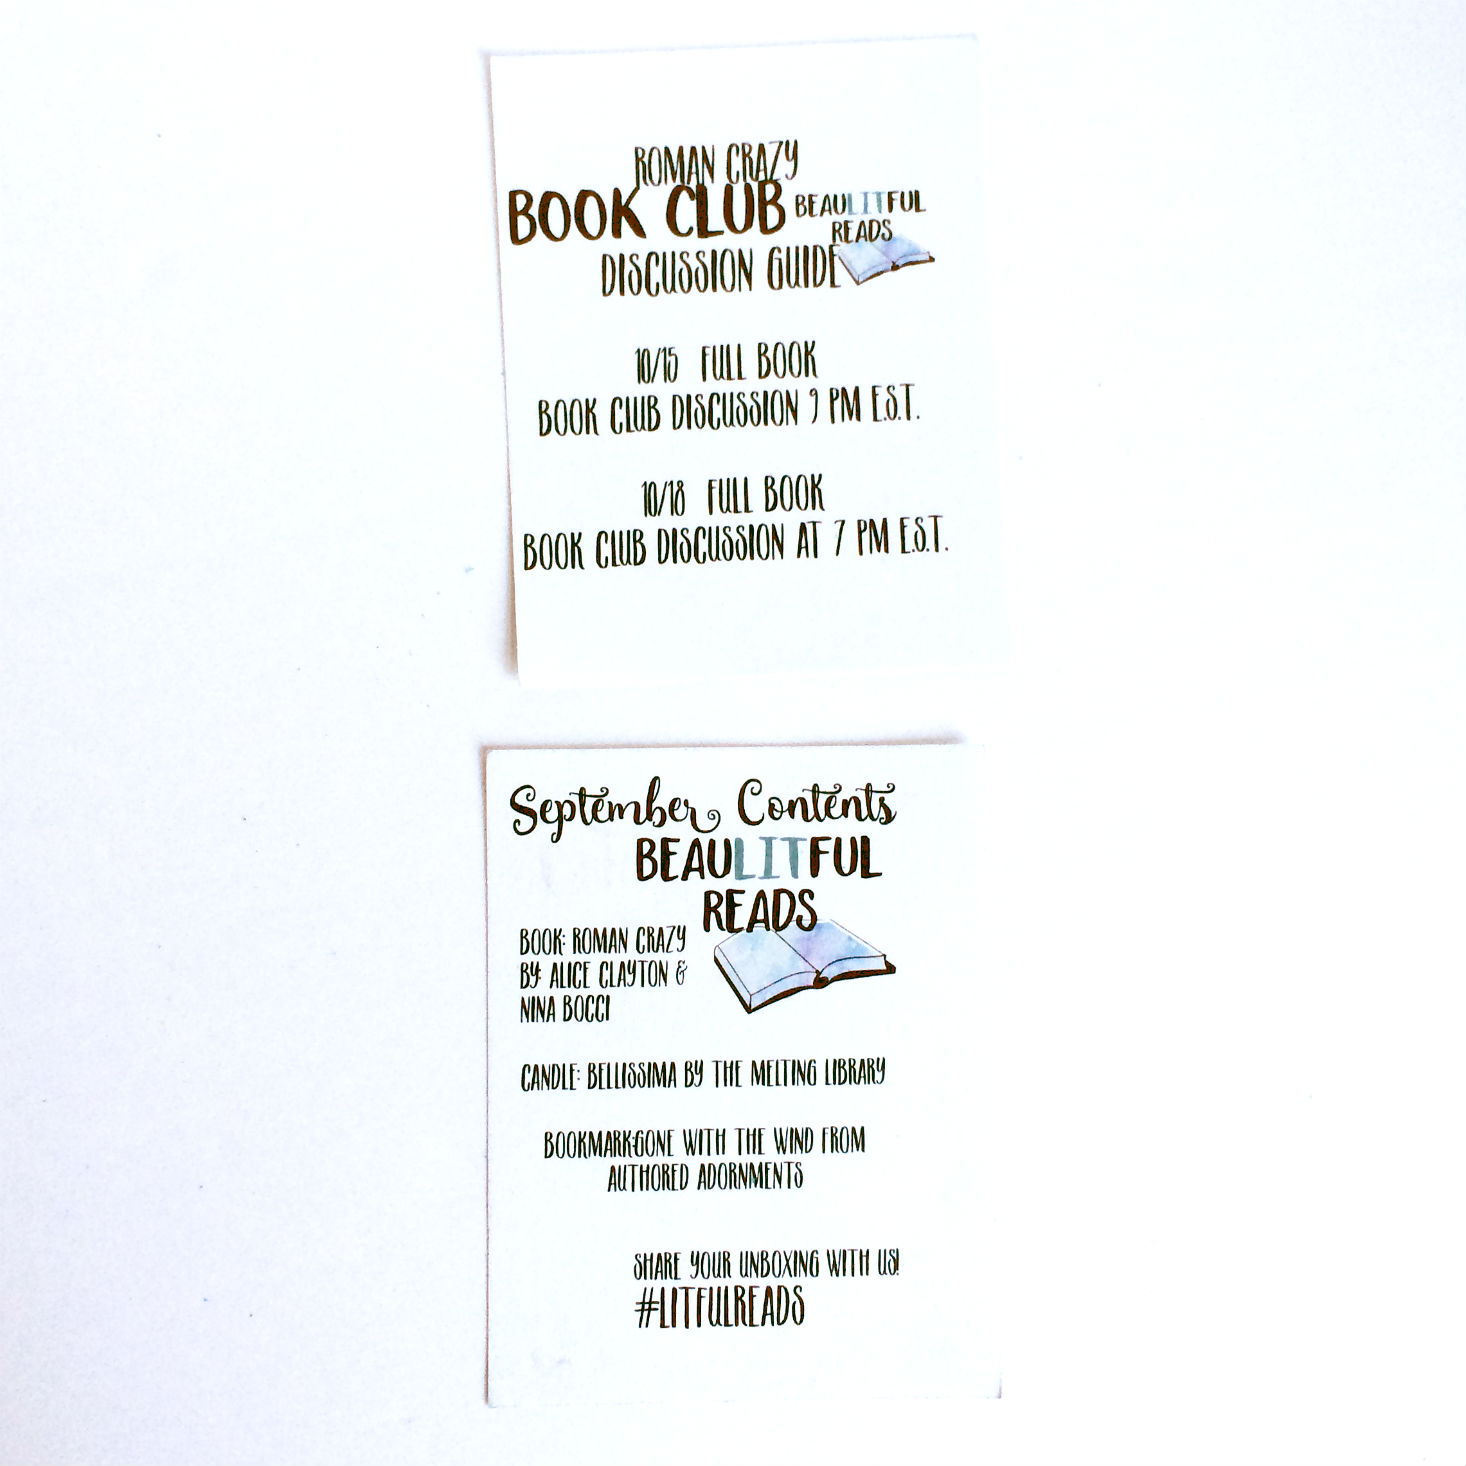 ROMAN CRAZY
BOOK CLUB
BEAULITFUL
READS
DISCUSSION GUIDE
10/15 FULL BOOK
BOOK CLUB DISCUSSION 9 PM E.S.T.
10/18 FULL BOOK
BOOK CLUB DISCUSSION AT 7 PM E.S.T.
September Contents
BEAULITFUL
READS
BOOK: ROMAN CRAZY
BY: ALICE CLAYTON &
NINA BOCCI
CANDLE: BELLISSIMA BY THE MELTING LIBRARY
BOOKMARK:GONE WITH THE WIND FROM
AUTHORED ADORNMENTS
SHARE YOUR UNBOXING WITH US!
#LITFULREADS